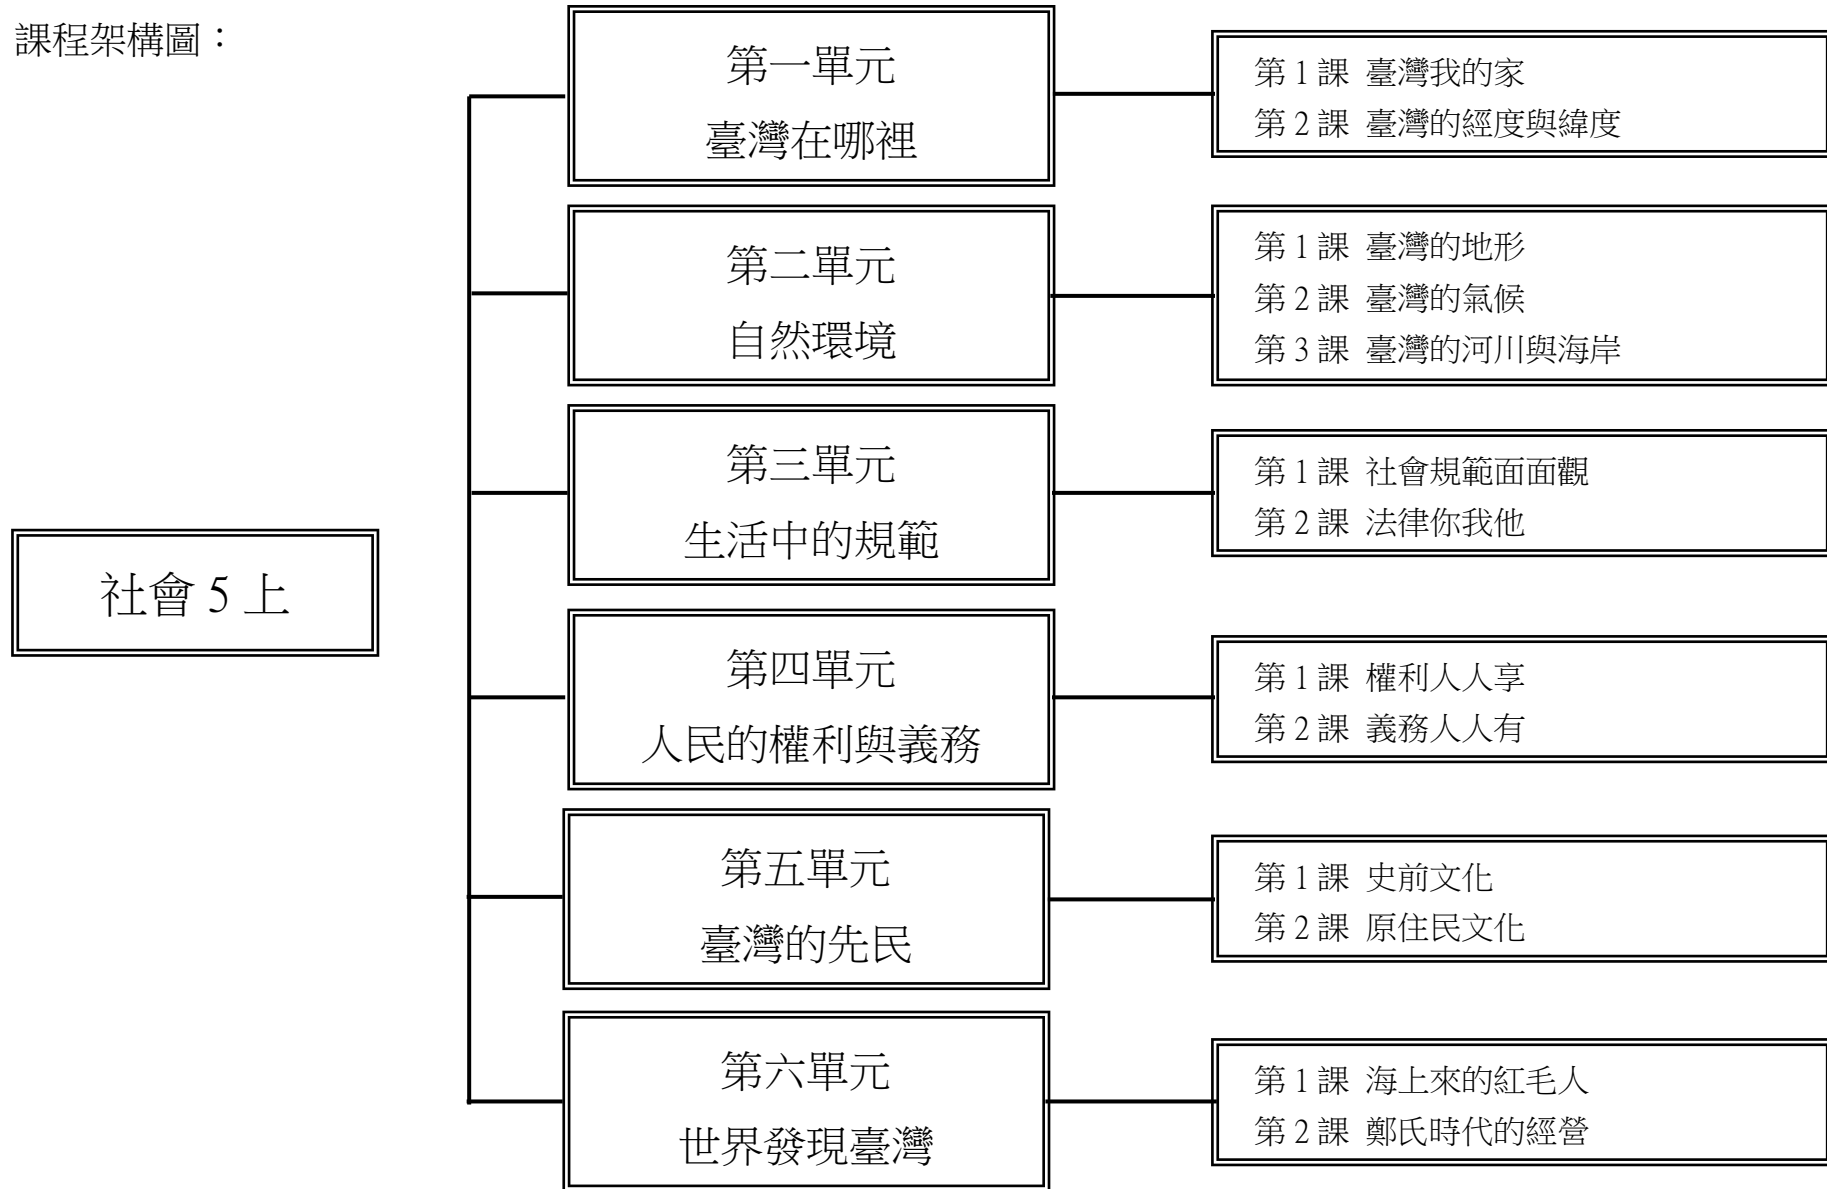 課程架構圖：
社會 5 上
第一單元
臺灣在哪裡
第 1 課 臺灣我的家
第 2 課 臺灣的經度與緯度
第二單元
自然環境
第 1 課 臺灣的地形
第 2 課 臺灣的氣候
第 3 課 臺灣的河川與海岸
第三單元
生活中的規範
第 1 課 社會規範面面觀
第 2 課 法律你我他
第四單元
人民的權利與義務
第 1 課 權利人人享
第 2 課 義務人人有
第五單元
臺灣的先民
第 1 課 史前文化
第 2 課 原住民文化
第六單元
世界發現臺灣
第 1 課 海上來的紅毛人
第 2 課 鄭氏時代的經營